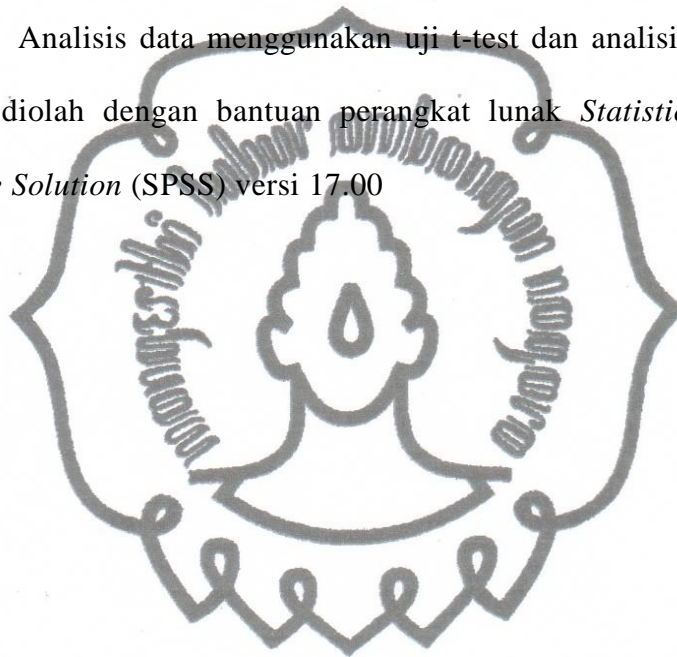 Analisis data menggunakan uji t-test dan analisi
diolah dengan bantuan perangkat lunak Statistic
Solution (SPSS) versi 17.00